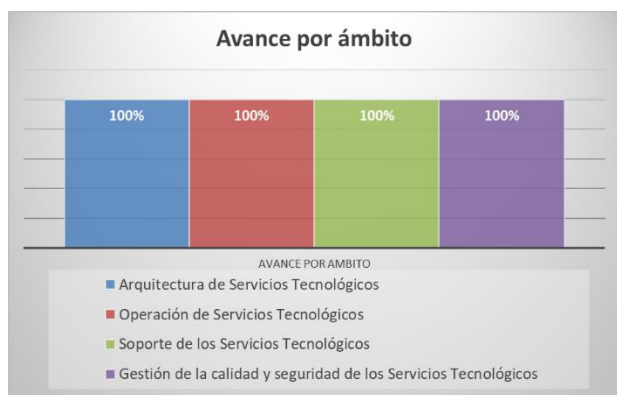 Avance por ámbito
100% 100% 100% 100%
AVANCE POR AMBITO
Arquitectura de Servicios Tecnológicos
Operación de Servicios Tecnológicos
Soporte de los Servicios Tecnológicos
Gestión de la calidad y seguridad de los Servicios Tecnológicos